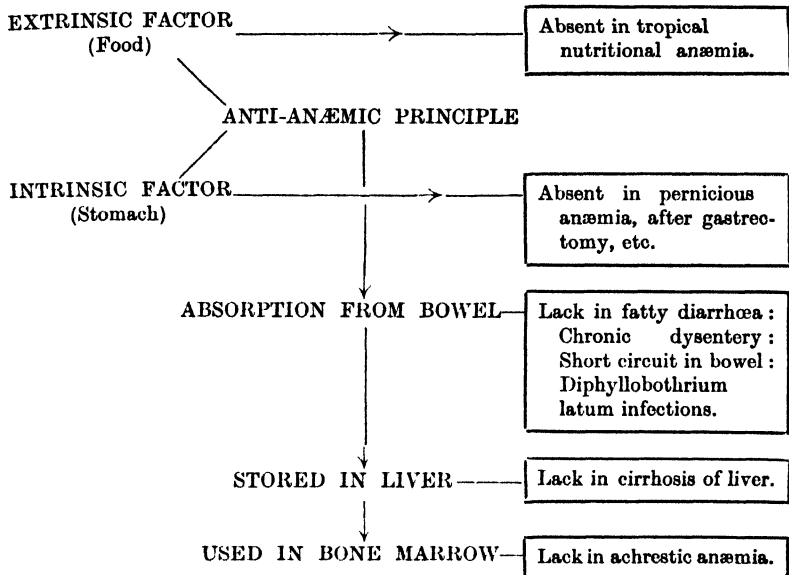 EXTRINSIC FACTOR
(Food)
Absent in tropical
nutritional anæmia.
ANTI-ANÆMIC PRINCIPLE
INTRINSIC FACTOR
(Stomach)
Absent in pernicious
anæmia, after gastrec-
tomy, etc.
ABSORPTION FROM BOWEL
Lack in fatty diarrhœa :
Chronic dysentery :
Short circuit in bowel :
Diphyllobothrium
latum infections.
STORED IN LIVER
Lack in cirrhosis of liver.
USED IN BONE MARROW
Lack in achrestic anæmia.